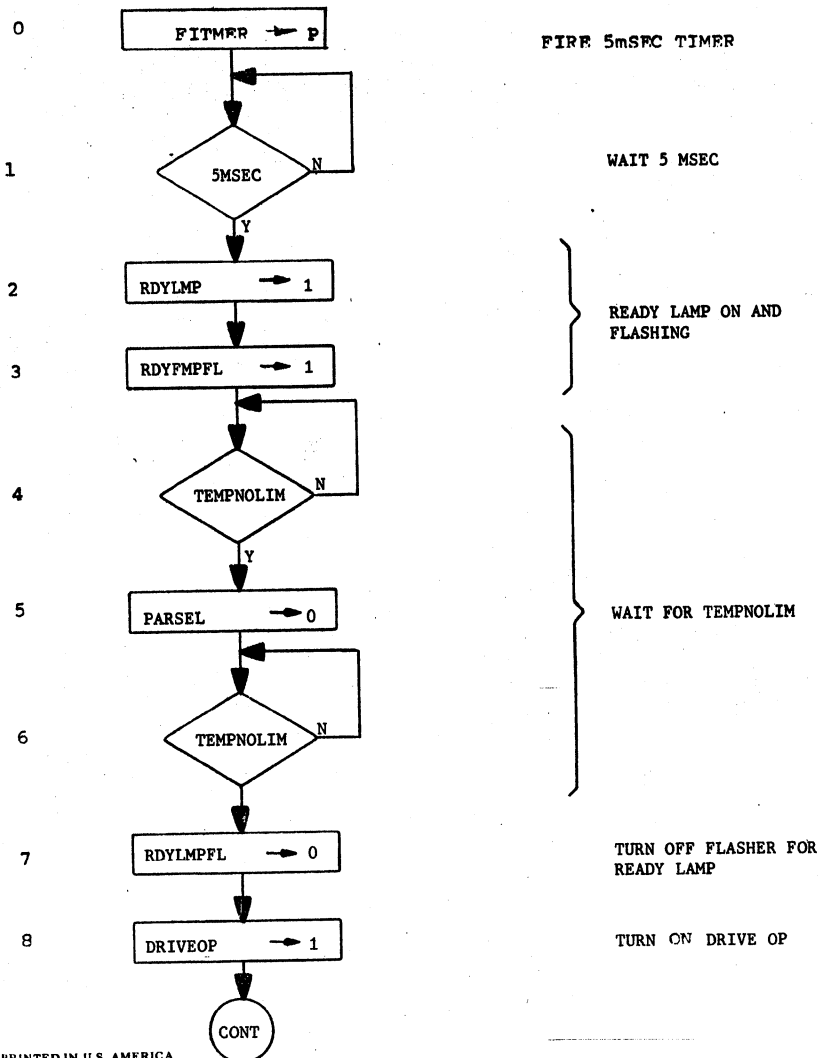 0
FITMER P
FIRE 5mSEC TIMER
1
5MSEC
N
Y
WAIT 5 MSEC
2
RDYLMP 1
READY LAMP ON AND
FLASHING
3
RDYFMPFL 1
4
TEMPNOLIM
N
Y
5
PARSEL 0
WAIT FOR TEMPNOLIM
6
TEMPNOLIM
N
7
RDYLMPFL 0
TURN OFF FLASHER FOR
READY LAMP
8
DRIVEOP 1
TURN ON DRIVE OP
CONT
PRINTED IN U.S. AMERICA